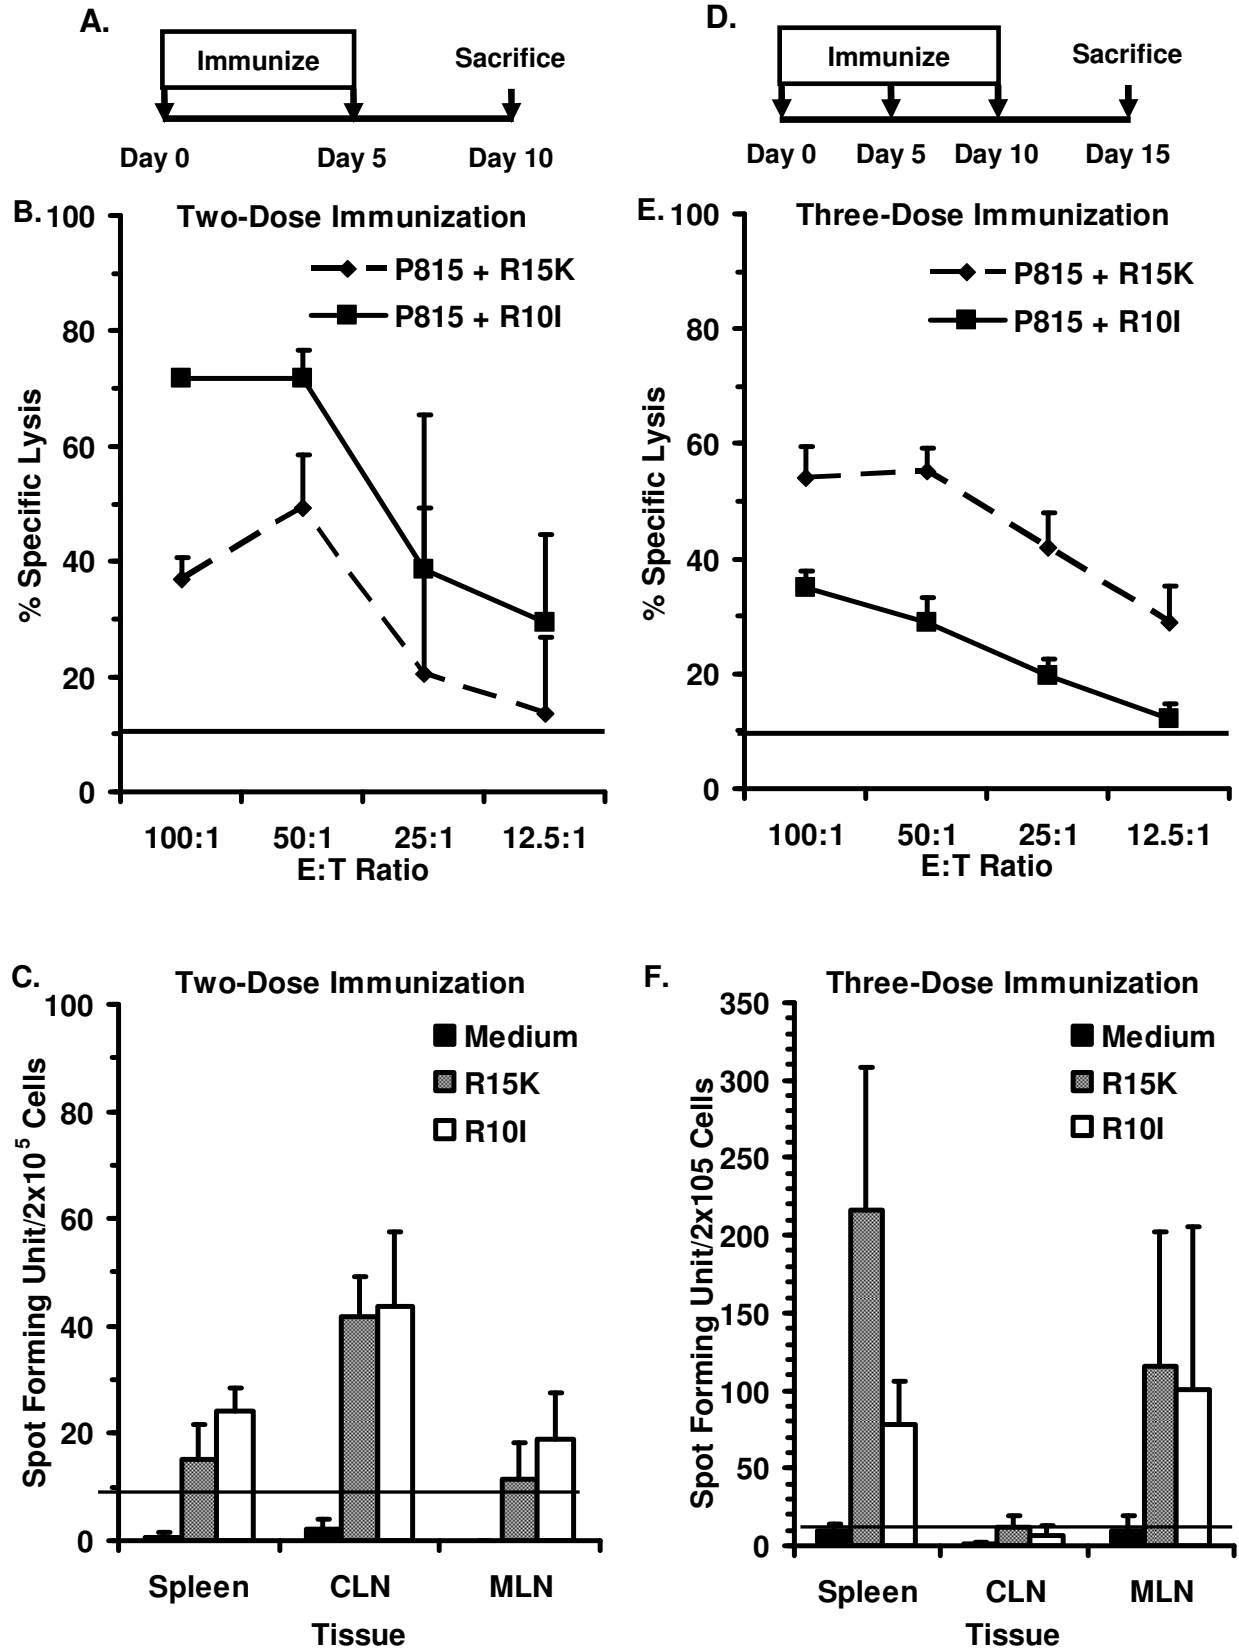 A.
Immunize
Sacrifice
Day 0 Day 5 Day 10
D.
Immunize
Sacrifice
Day 0 Day 5 Day 10 Day 15
B.
Two-Dose Immunization
P815 + R15K
P815 + R10I
% Specific Lysis
100
80
60
40
20
0
100:1 50:1 25:1 12.5:1
E:T Ratio
E.
Three-Dose Immunization
P815 + R15K
P815 + R10I
% Specific Lysis
100
80
60
40
20
0
100:1 50:1 25:1 12.5:1
E:T Ratio
C.
Two-Dose Immunization
Medium
R15K
R10I
Spot Forming Unit/2x10⁵ Cells
100
80
60
40
20
0
Spleen CLN MLN
Tissue
F.
Three-Dose Immunization
Medium
R15K
R10I
Spot Forming Unit/2x105 Cells
350
300
250
200
150
100
50
0
Spleen CLN MLN
Tissue